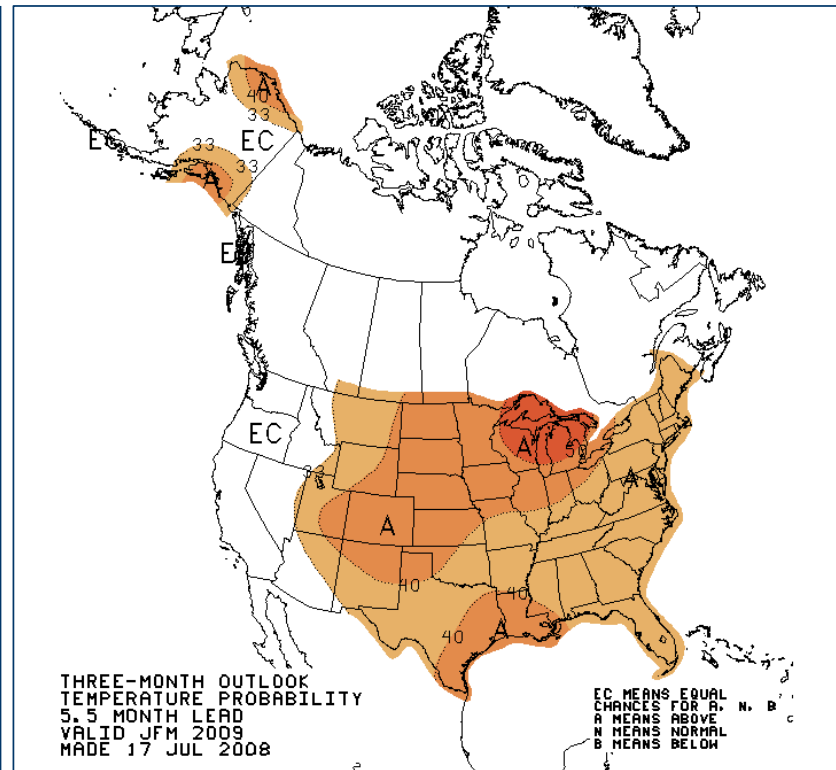 A
40
33
EC
EC
33
33
A
EC
33
A
50
A
A
40
40
40
A
THREE-MONTH OUTLOOK
TEMPERATURE PROBABILITY
5.5 MONTH LEAD
VALID JFM 2009
MADE 17 JUL 2008
EC MEANS EQUAL
CHANCES FOR A, N, B
A MEANS ABOVE
N MEANS NORMAL
B MEANS BELOW